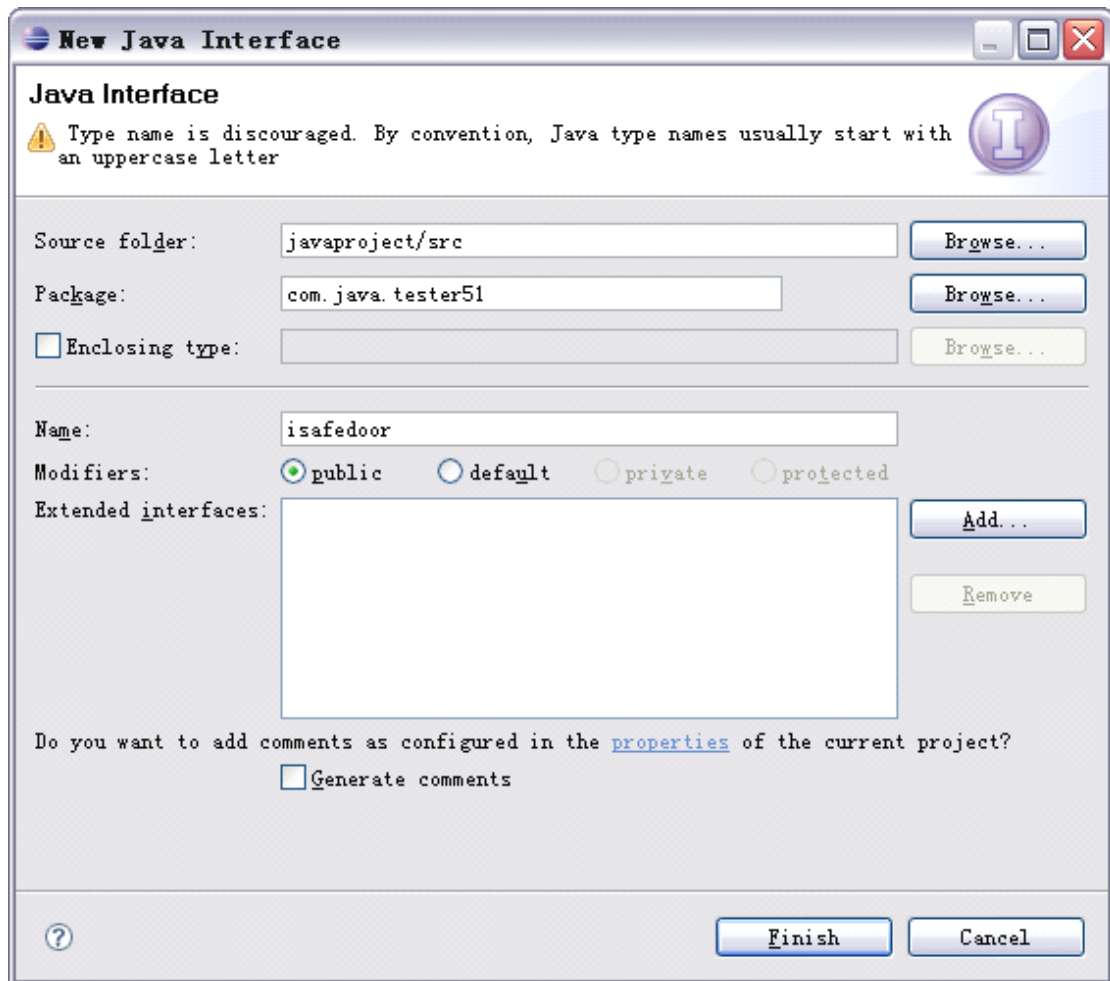 New Java Interface
Java Interface
Type name is discouraged. By convention, Java type names usually start with
an uppercase letter
Source folder: javaproject/src Browse...
Package: com.java.tester51 Browse...
Enclosing type: Browse...
Name: isafedoor
Modifiers: public default private protected
Extended interfaces: Add...
Remove
Do you want to add comments as configured in the properties of the current project?
Generate comments
Finish Cancel